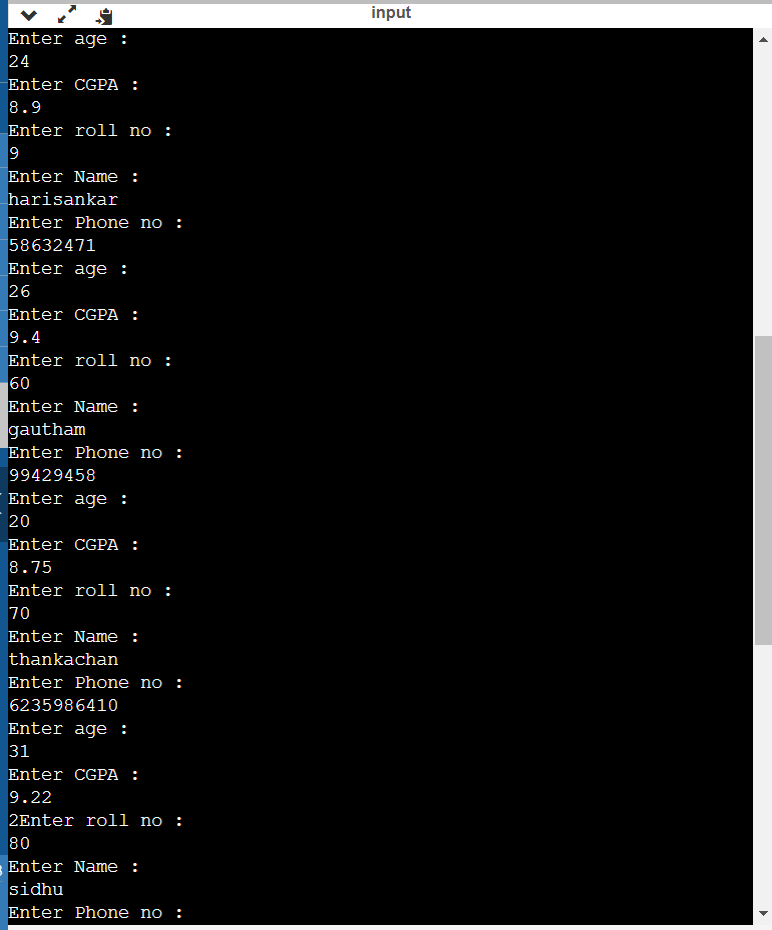 input
Enter age :
24
Enter CGPA :
8.9
Enter roll no :
9
Enter Name :
harisankar
Enter Phone no :
58632471
Enter age :
26
Enter CGPA :
9.4
Enter roll no :
60
Enter Name :
gautham
Enter Phone no :
99429458
Enter age :
20
Enter CGPA :
8.75
Enter roll no :
70
Enter Name :
thankachan
Enter Phone no :
6235986410
Enter age :
31
Enter CGPA :
9.22
2Enter roll no :
80
Enter Name :
sidhu
Enter Phone no :